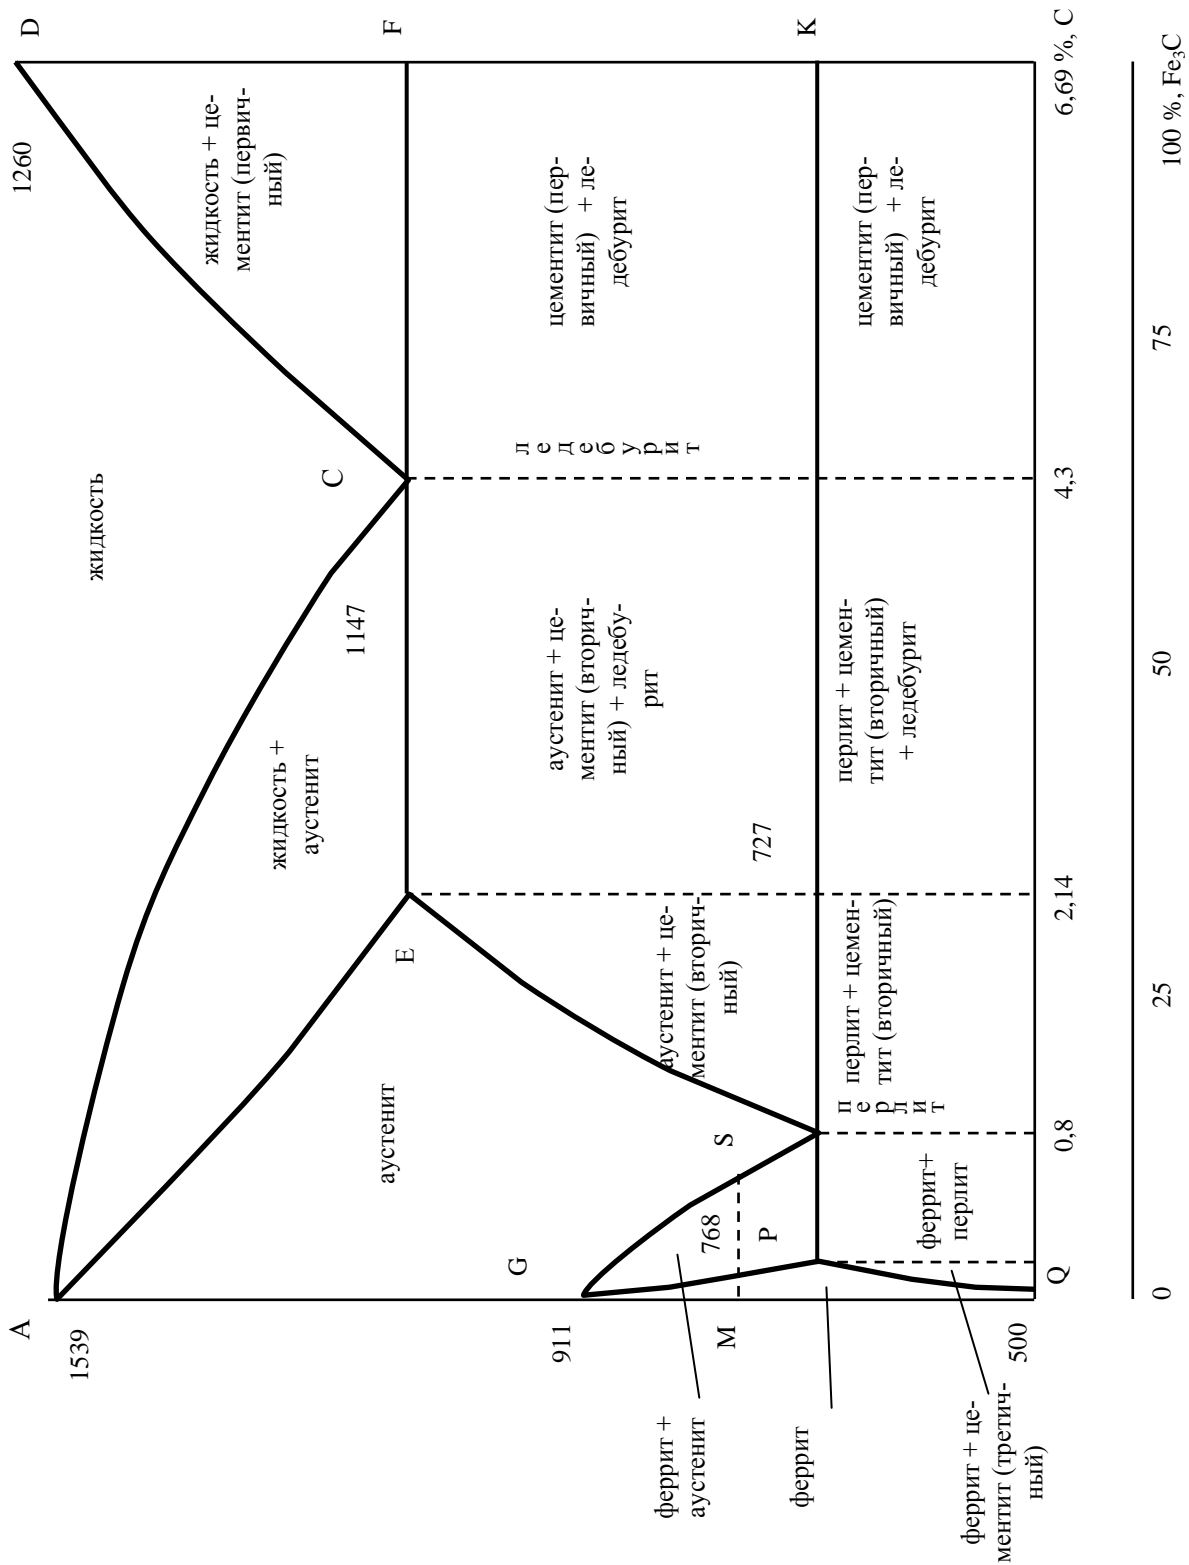 D
1260
жидкость
жидкость + це-
ментит (первич-
ный)
A
1539
C
F
1147
жидкость +
аустенит
E
аустенит
ледебурит
цементит (пер-
вичный) + ле-
дебурит
аустенит + це-
ментит (вторич-
ный) + ледебу-
рит
G
911
аустенит + це-
ментит (вторич-
ный)
S
768
P
M
727
K
феррит +
аустенит
феррит
феррит + це-
ментит (третич-
ный)
феррит+
перлит
перлит
перлит + цемен-
тит (вторичный)
перлит + цемен-
тит (вторичный)
+ ледебурит
цементит (пер-
вичный) + ле-
дебурит
500
Q
0,8
2,14
4,3
6,69 %, C
0
25
50
75
100 %, Fe₃C